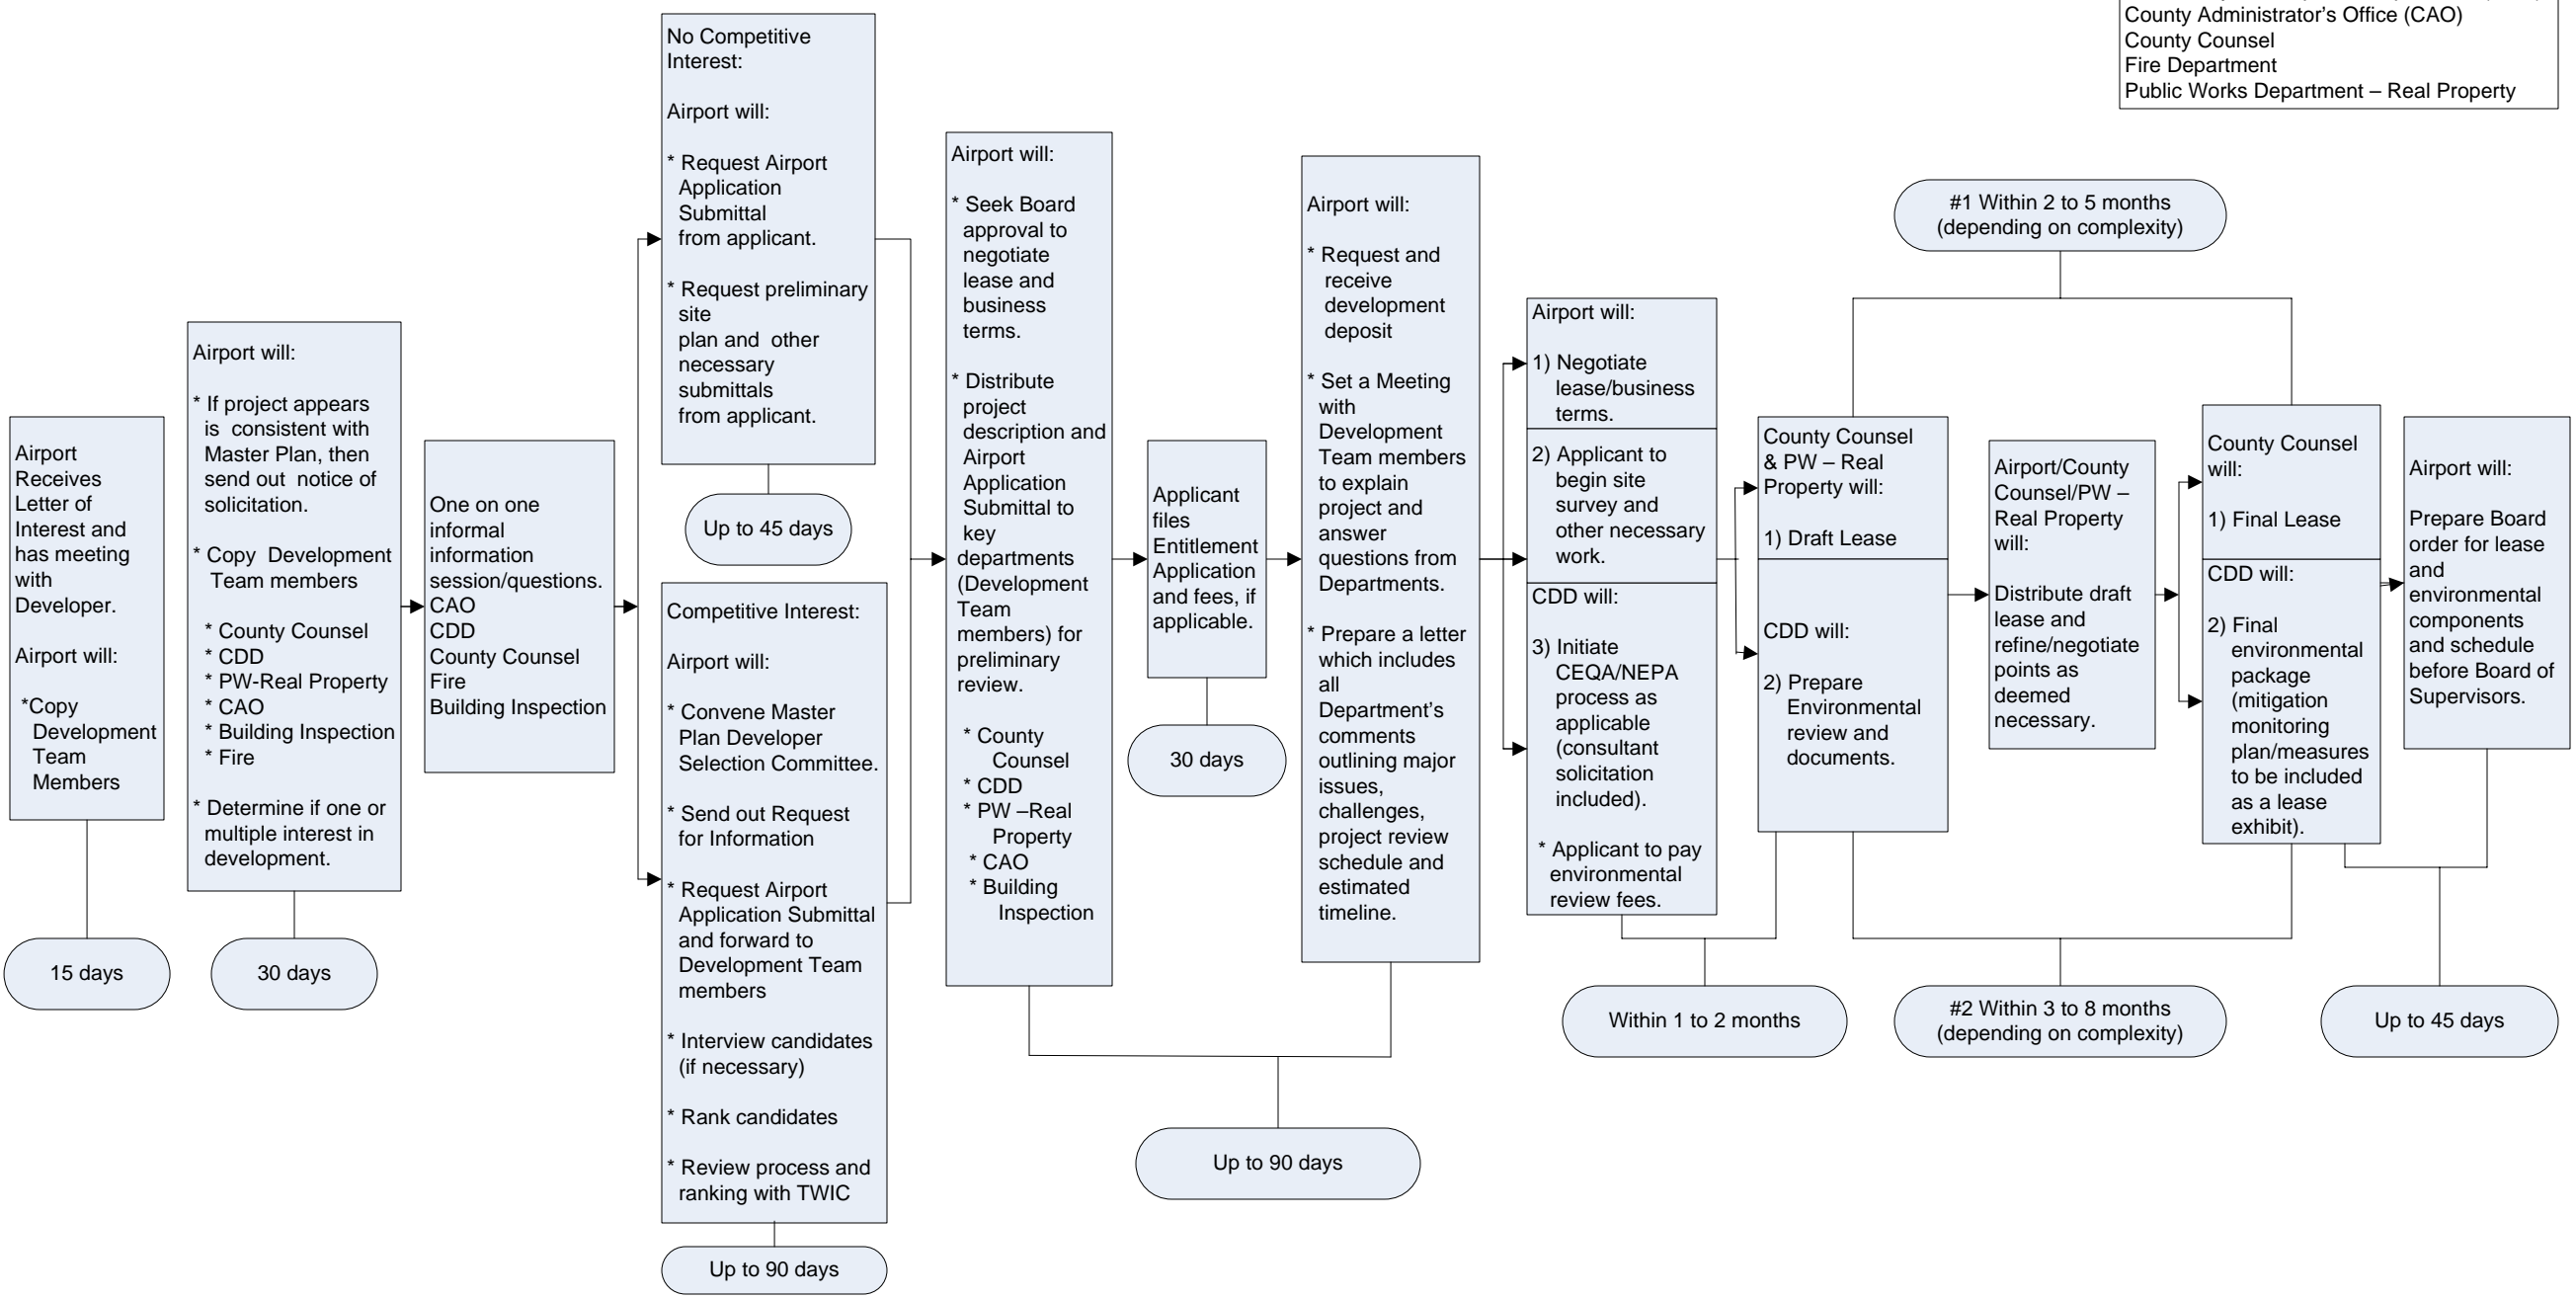 County Administrator’s Office (CAO)
County Counsel
Fire Department
Public Works Department – Real Property
Airport
Receives
Letter of
Interest and
has meeting
with
Developer.
Airport will:
*Copy
Development
Team
Members
15 days
Airport will:
* If project appears
is  consistent with
Master Plan, then
send out  notice of
solicitation.
* Copy  Development
Team members
* County Counsel
* CDD
* PW-Real Property
* CAO
* Building Inspection
* Fire
* Determine if one or
multiple interest in
development.
30 days
One on one
informal
information
session/questions.
CAO
CDD
County Counsel
Fire
Building Inspection
No Competitive
Interest:
Airport will:
* Request Airport
Application
Submittal
from applicant.
* Request preliminary
site
plan and  other
necessary
submittals
from applicant.
Up to 45 days
Competitive Interest:
Airport will:
* Convene Master
Plan Developer
Selection Committee.
* Send out Request
for Information
* Request Airport
Application Submittal
and forward to
Development Team
members
* Interview candidates
(if necessary)
* Rank candidates
* Review process and
ranking with TWIC
Up to 90 days
Airport will:
* Seek Board
approval to
negotiate
lease and
business
terms.
* Distribute
project
description and
Airport
Application
Submittal to
key
departments
(Development
Team
members) for
preliminary
review.
* County
Counsel
* CDD
* PW –Real
Property
* CAO
* Building
Inspection
Applicant
files
Entitlement
Application
and fees, if
applicable.
30 days
Airport will:
* Request and
receive
development
deposit
* Set a Meeting
with
Development
Team members
to explain
project and
answer
questions from
Departments.
* Prepare a letter
which includes
all
Department’s
comments
outlining major
issues,
challenges,
project review
schedule and
estimated
timeline.
Up to 90 days
Airport will:
1) Negotiate
lease/business
terms.
2) Applicant to
begin site
survey and
other necessary
work.
CDD will:
3) Initiate
CEQA/NEPA
process as
applicable
(consultant
solicitation
included).
* Applicant to pay
environmental
review fees.
Within 1 to 2 months
#1 Within 2 to 5 months
(depending on complexity)
County Counsel
& PW – Real
Property will:
1) Draft Lease
CDD will:
2) Prepare
Environmental
review and
documents.
Airport/County
Counsel/PW –
Real Property
will:
Distribute draft
lease and
refine/negotiate
points as
deemed
necessary.
County Counsel
will:
1) Final Lease
CDD will:
2) Final
environmental
package
(mitigation
monitoring
plan/measures
to be included
as a lease
exhibit).
#2 Within 3 to 8 months
(depending on complexity)
Airport will:
Prepare Board
order for lease
and
environmental
components
and schedule
before Board of
Supervisors.
Up to 45 days